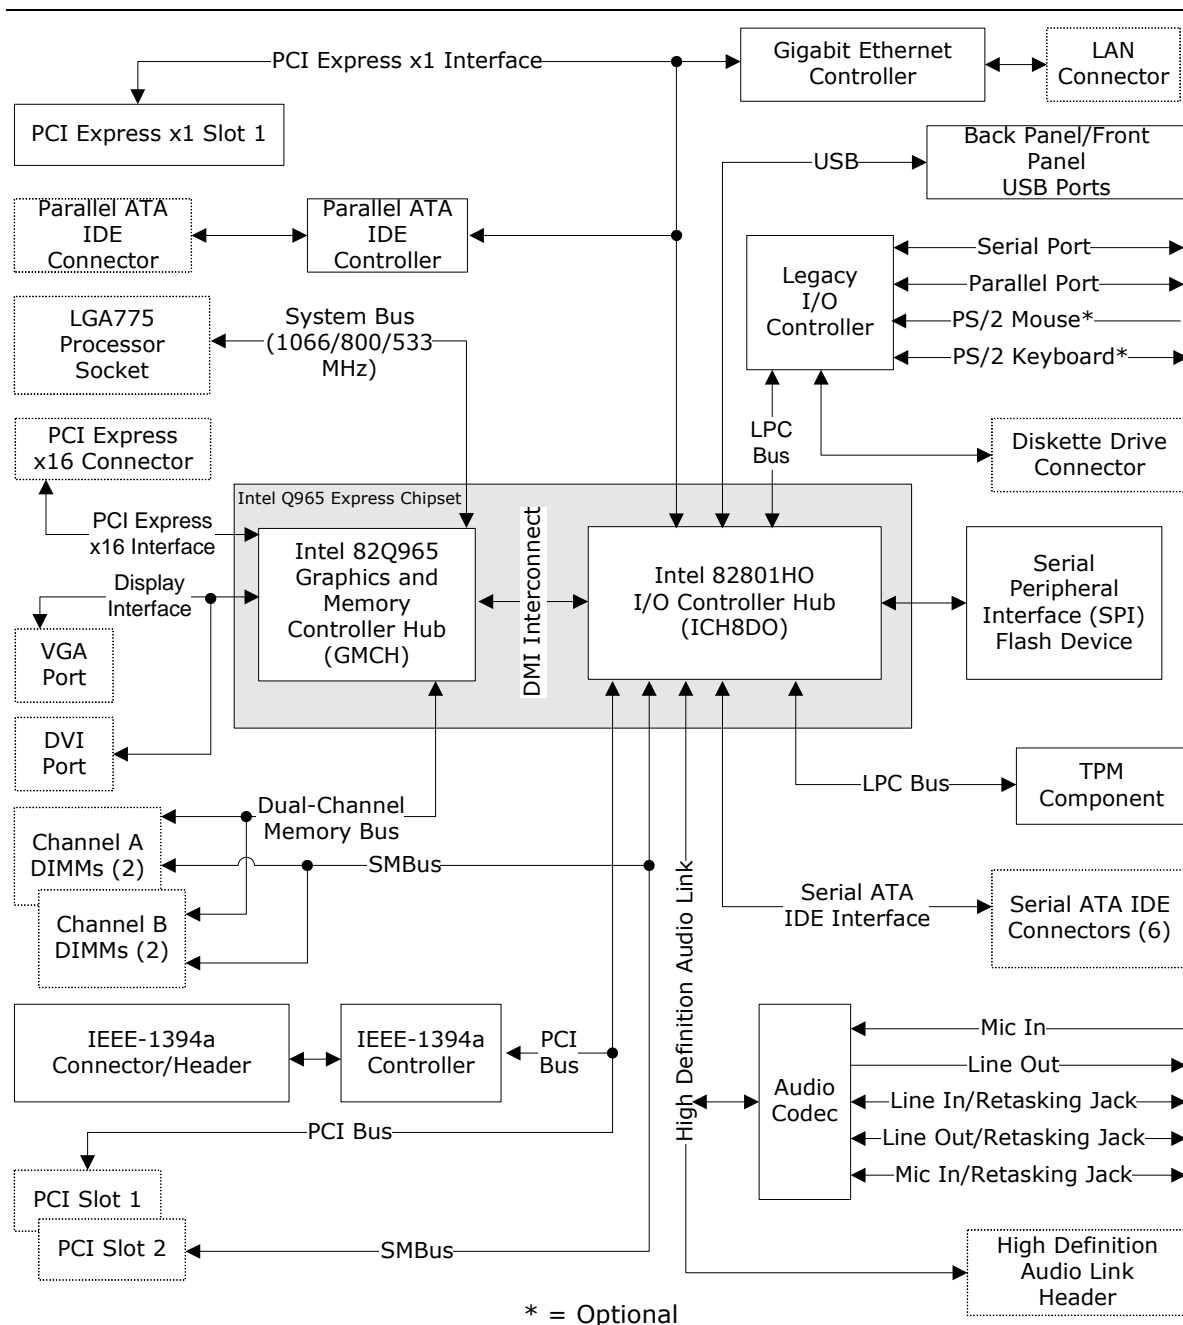 PCI Express x1 Interface
Gigabit Ethernet
Controller
LAN
Connector
PCI Express x1 Slot 1
USB
Back Panel/Front
Panel
USB Ports
Parallel ATA
IDE
Connector
Parallel ATA
IDE
Controller
Legacy
I/O
Controller
Serial Port
Parallel Port
PS/2 Mouse*
PS/2 Keyboard*
LGA775
Processor
Socket
System Bus
(1066/800/533
MHz)
PCI Express
x16 Connector
LPC
Bus
Diskette Drive
Connector
Intel Q965 Express Chipset
PCI Express
x16 Interface
Intel 82Q965
Graphics and
Memory
Controller Hub
(GMCH)
DMI Interconnect
Intel 82801HO
I/O Controller Hub
(ICH8DO)
Serial
Peripheral
Interface (SPI)
Flash Device
Display
Interface
VGA
Port
DVI
Port
LPC Bus
TPM
Component
Dual-Channel
Memory Bus
Channel A
DIMMs (2)
SMBus
Channel B
DIMMs (2)
High Definition Audio Link
Serial ATA
IDE Interface
Serial ATA IDE
Connectors (6)
IEEE-1394a
Connector/Header
IEEE-1394a
Controller
PCI
Bus
Audio
Codec
Mic In
Line Out
Line In/Retasking Jack
Line Out/Retasking Jack
Mic In/Retasking Jack
PCI Bus
PCI Slot 1
PCI Slot 2
SMBus
High Definition
Audio Link
Header
* = Optional